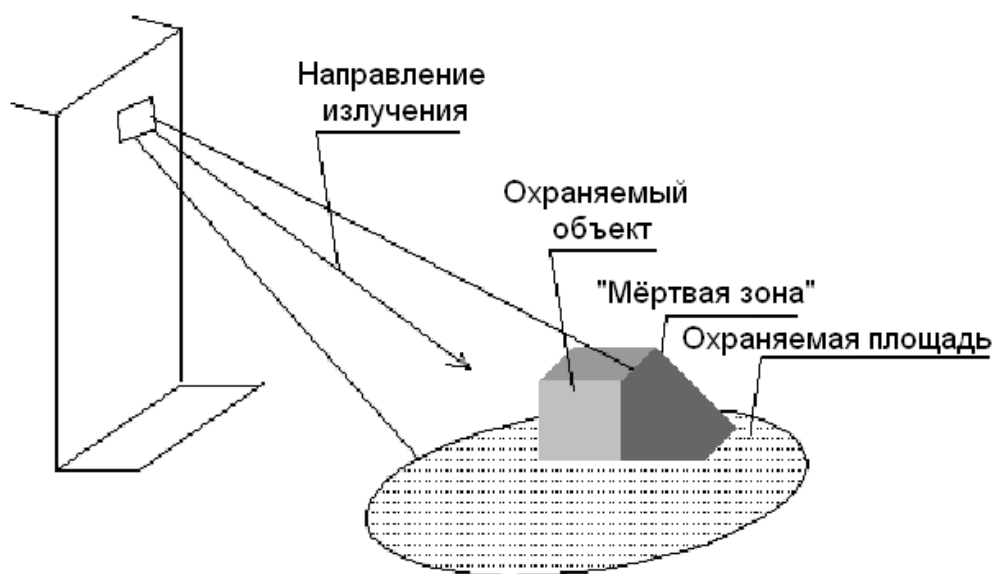 Направление
излучения
Охраняемый
объект
"Мёртвая зона"
Охраняемая площадь